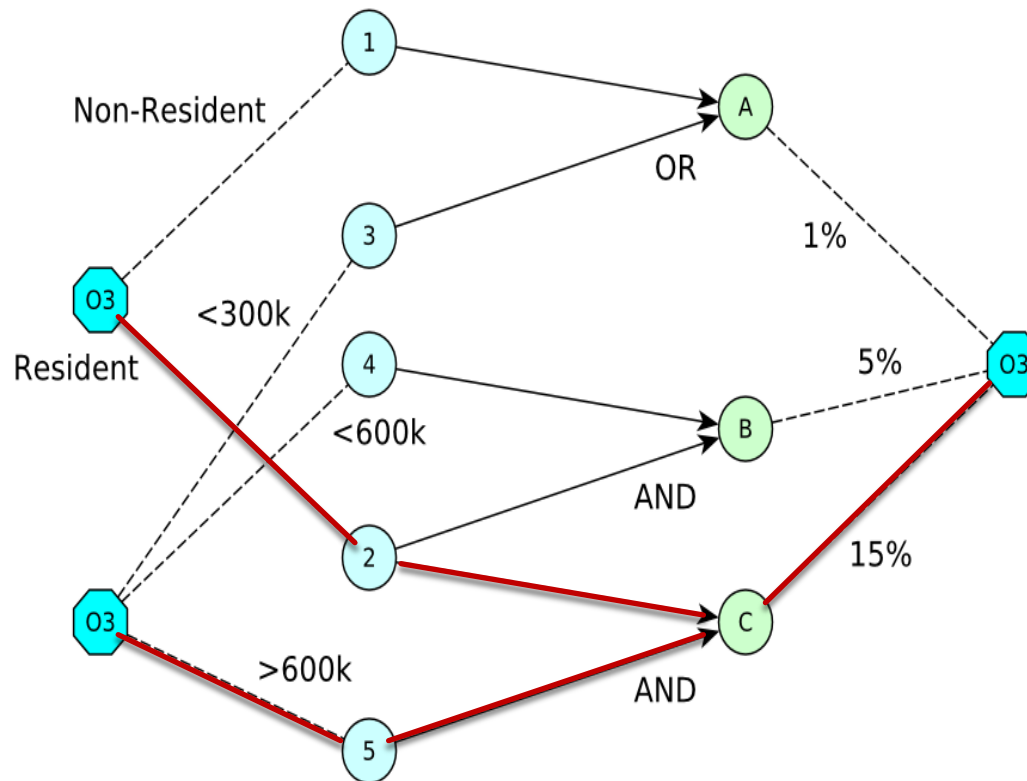 1
Non-Resident
A
OR
3
1%
O3
<300k
Resident
4
5%
O3
<600k
B
AND
2
15%
O3
C
>600k
AND
5